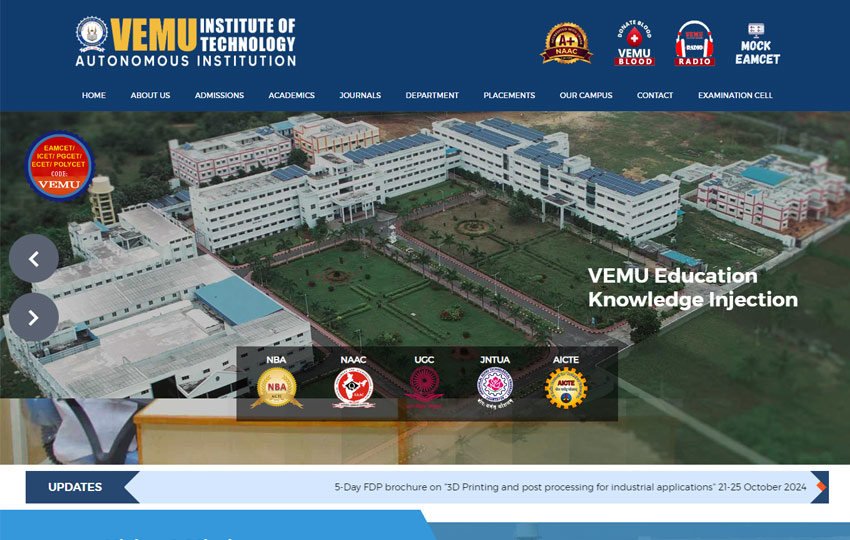 VEMU INSTITUTE OF
TECHNOLOGY
AUTONOMOUS INSTITUTION
A+
NAAC
DONATE BLOOD
VEMU
BLOOD
VEMU
RADIO
RADIO
MOCK
EAMCET
HOME ABOUT US ADMISSIONS ACADEMICS JOURNALS DEPARTMENT PLACEMENTS OUR CAMPUS CONTACT EXAMINATION CELL
EAMCET/
ICET/ PGCET/
ECET/ POLYCET
CODE:
VEMU
VEMU Education
Knowledge Injection
NBA NAAC UGC JNTUA AICTE
NBA
AICTE
UPDATES
5-Day FDP brochure on "3D Printing and post processing for industrial applications" 21-25 October 2024